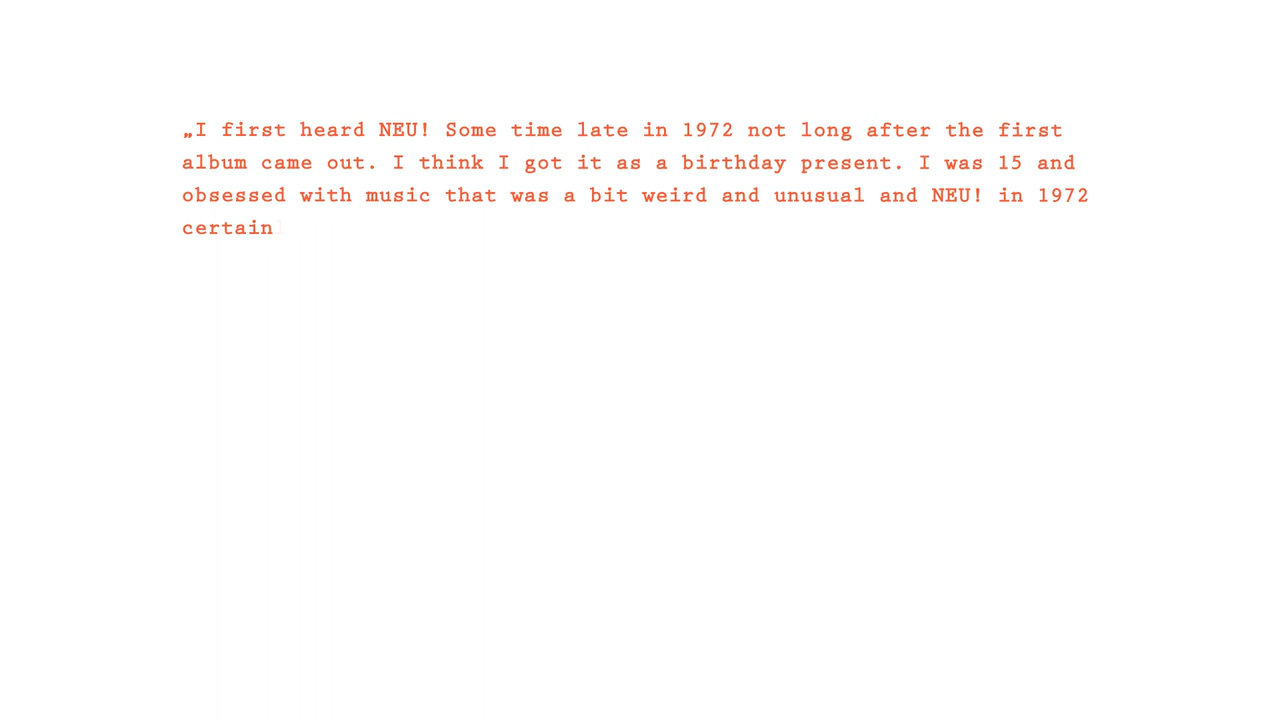 „I first heard NEU! Some time late in 1972 not long after the first
album came out. I think I got it as a birthday present. I was 15 and
obsessed with music that was a bit weird and unusual and NEU! in 1972
certainl